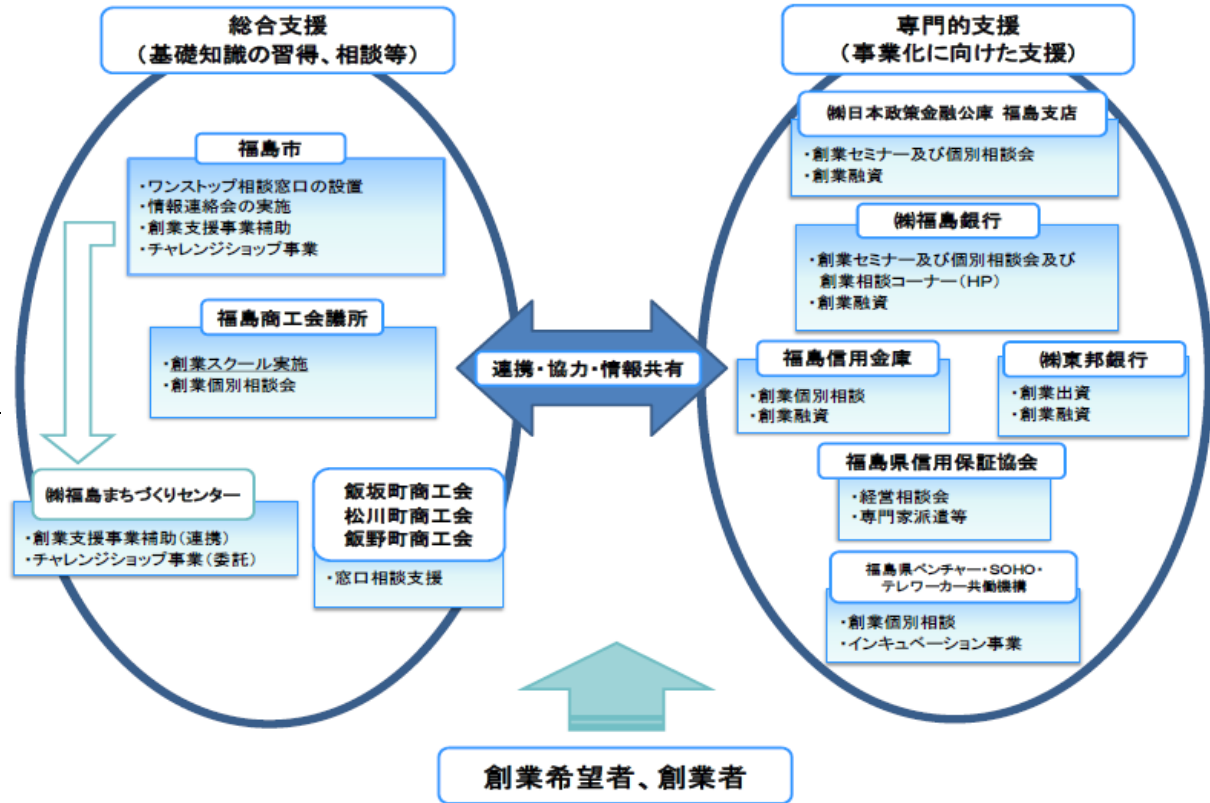 総合支援
（基礎知識の習得、相談等）
福島市
・ワンストップ相談窓口の設置
・情報連絡会の実施
・創業支援事業補助
・チャレンジショップ事業
福島商工会議所
・創業スクール実施
・創業個別相談会
㈱福島まちづくりセンター
・創業支援事業補助（連携）
・チャレンジショップ事業（委託）
飯坂町商工会
松川町商工会
飯野町商工会
・窓口相談支援
連携・協力・情報共有
専門的支援
（事業化に向けた支援）
㈱日本政策金融公庫 福島支店
・創業セミナー及び個別相談会
・創業融資
㈱福島銀行
・創業セミナー及び個別相談会及び
創業相談コーナー（HP）
・創業融資
福島信用金庫
・創業個別相談
・創業融資
㈱東邦銀行
・創業出資
・創業融資
福島県信用保証協会
・経営相談会
・専門家派遣等
福島県ベンチャー・SOHO・
テレワーカー共働機構
・創業個別相談
・インキュベーション事業
創業希望者、創業者